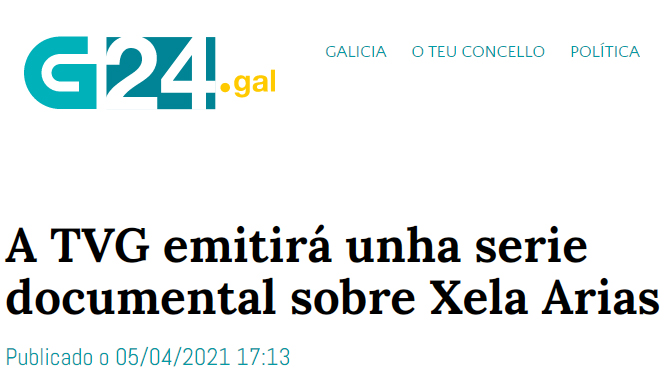 G24.gal
GALICIA O TEU CONCELLO POLÍTICA
A TVG emitirá unha serie
documental sobre Xela Arias
Publicado o 05/04/2021 17:13